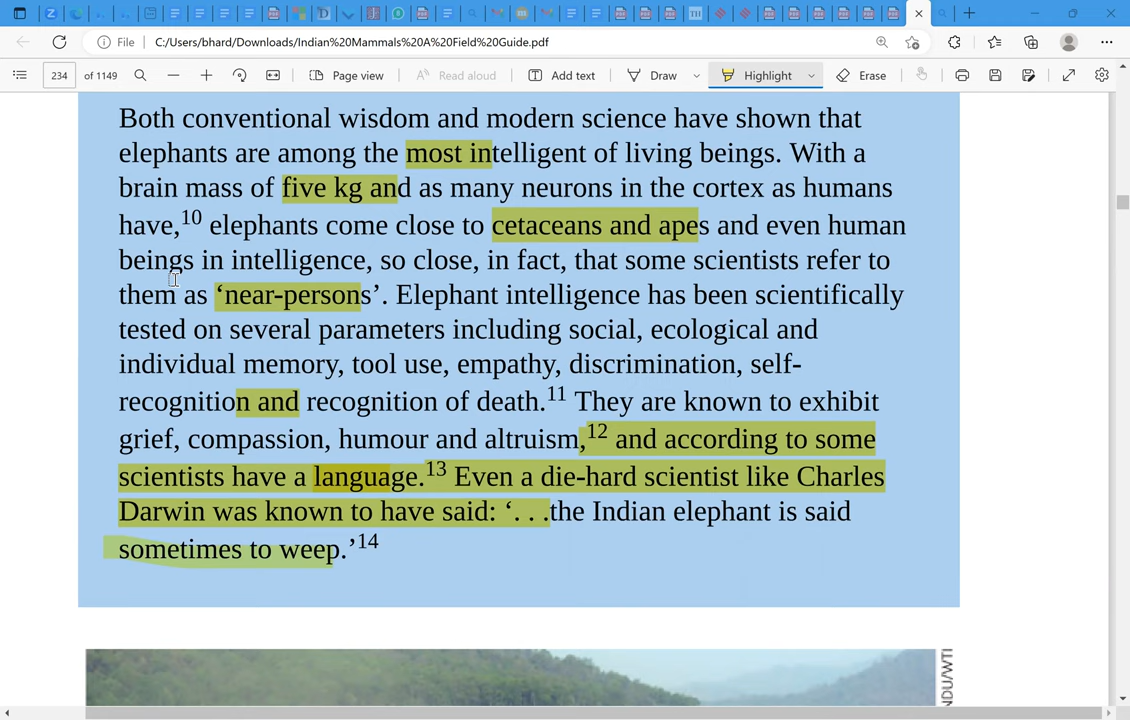 File
C:/Users/bhard/Downloads/Indian%20Mammals%20A%20Field%20Guide.pdf
234 of 1149
Page view
Read aloud
Add text
Draw
Highlight
Erase
Both conventional wisdom and modern science have shown that
elephants are among the most intelligent of living beings. With a
brain mass of five kg and as many neurons in the cortex as humans
have,10 elephants come close to cetaceans and apes and even human
beings in intelligence, so close, in fact, that some scientists refer to
them as ‘near-persons’. Elephant intelligence has been scientifically
tested on several parameters including social, ecological and
individual memory, tool use, empathy, discrimination, self-
recognition and recognition of death.11 They are known to exhibit
grief, compassion, humour and altruism,12 and according to some
scientists have a language.13 Even a die-hard scientist like Charles
Darwin was known to have said: ‘. . .the Indian elephant is said
sometimes to weep.’14
NDU/WTI